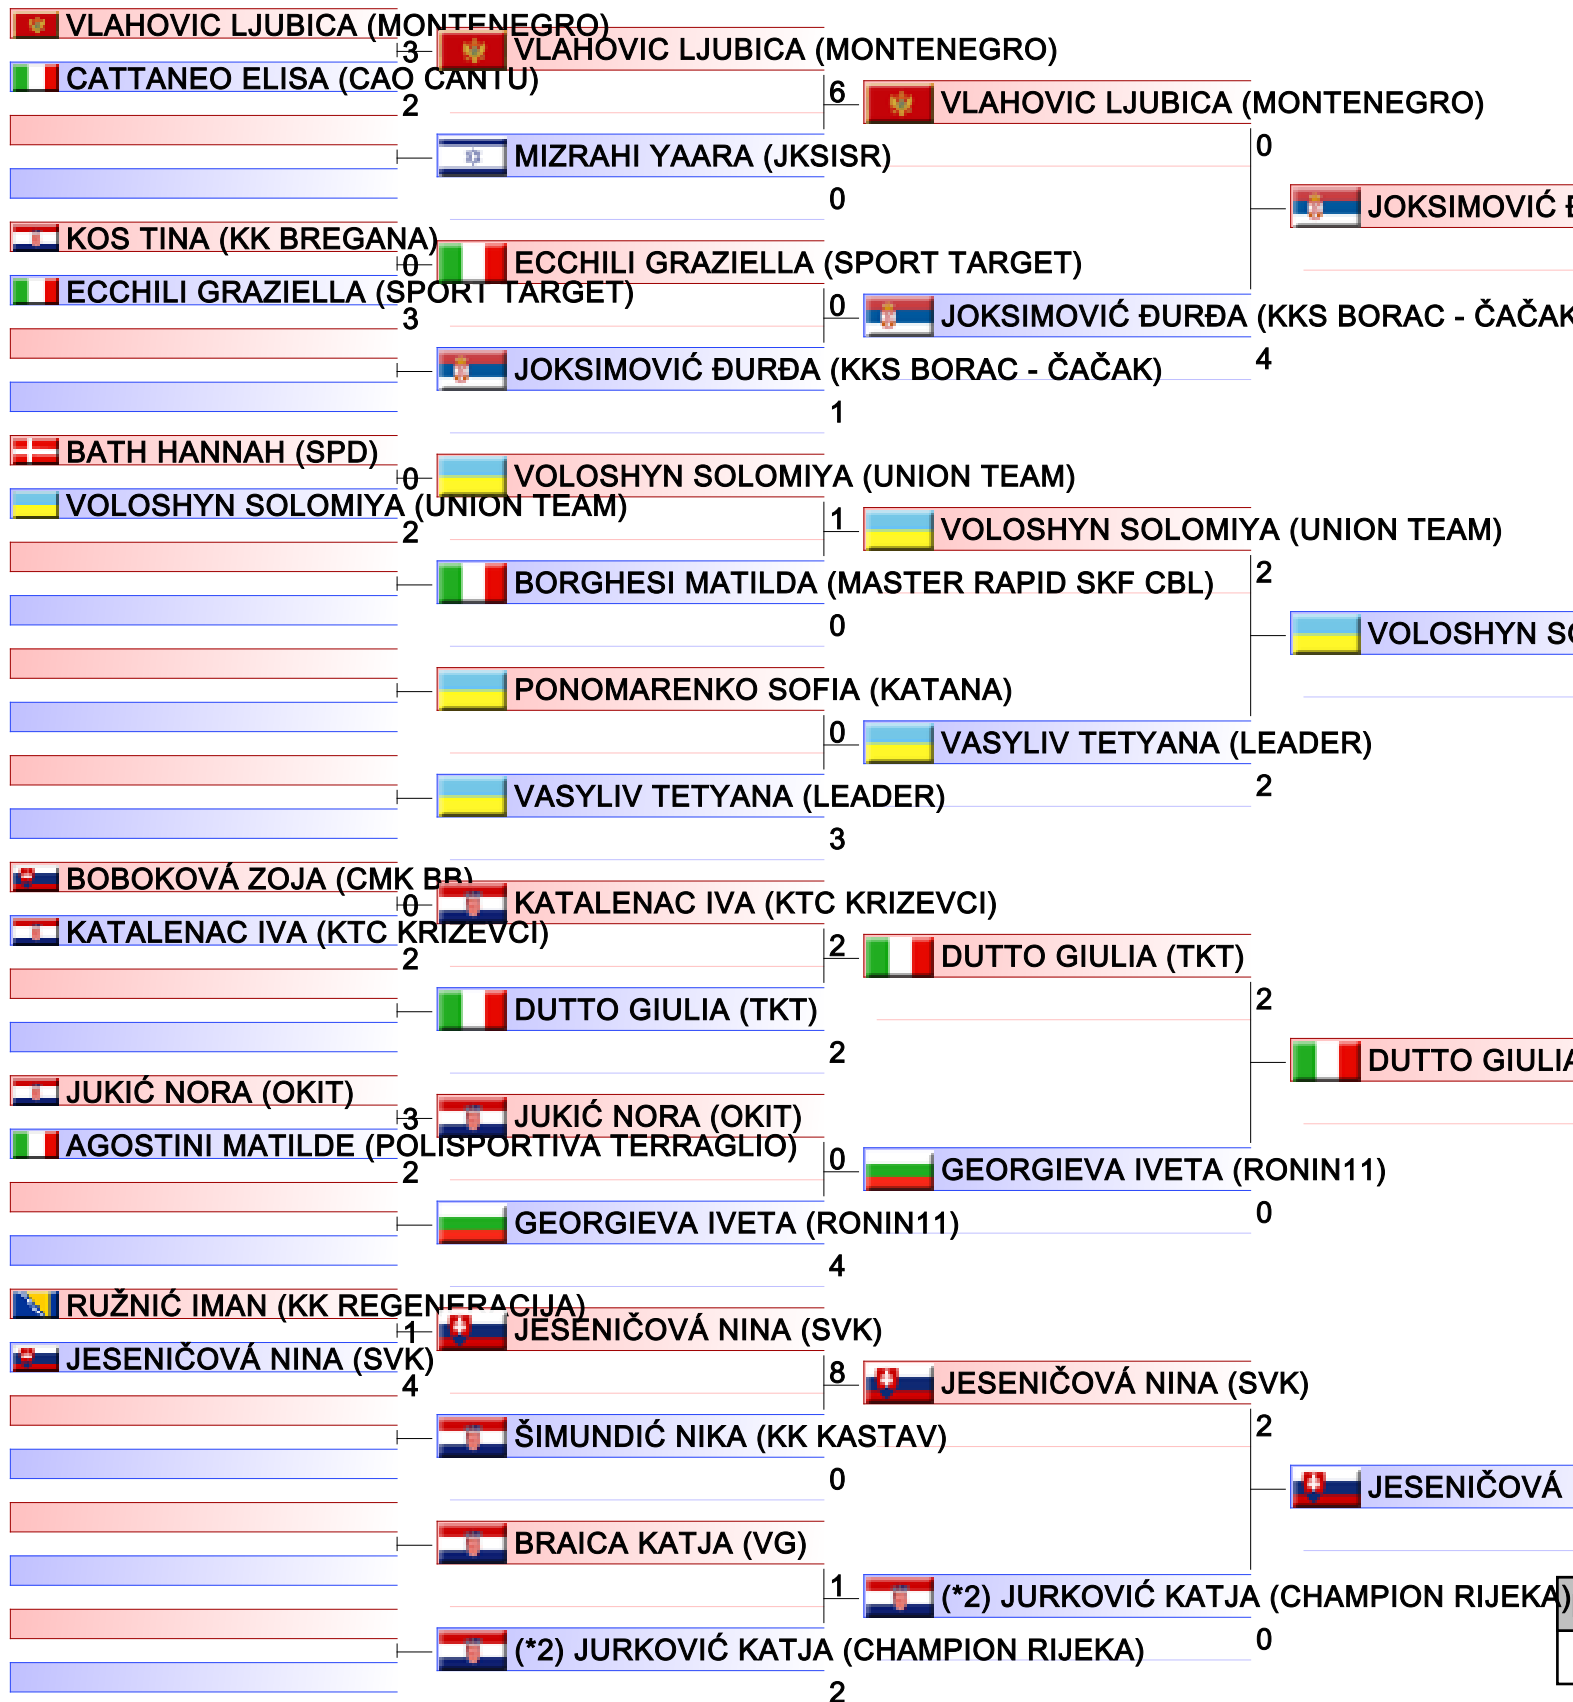 VLAHOVIC LJUBICA (MONTENEGRO)
3
CATTANEO ELISA (CAO CANTU)
2
KOS TINA (KK BREGANA)
0
ECCHILI GRAZIELLA (SPORT TARGET)
3
BATH HANNAH (SPD)
0
VOLOSHYN SOLOMIYA (UNION TEAM)
2
BOBOKOVÁ ZOJA (CMK BB)
0
KATALENAC IVA (KTC KRIZEVCI)
2
JUKIĆ NORA (OKIT)
3
AGOSTINI MATILDE (POLISPORTIVA TERRAGLIO)
2
RUŽNIĆ IMAN (KK REGENERACIJA)
1
JESENIČOVÁ NINA (SVK)
4
VLAHOVIC LJUBICA (MONTENEGRO)
6
MIZRAHI YAARA (JKSISR)
0
ECCHILI GRAZIELLA (SPORT TARGET)
0
JOKSIMOVIĆ ĐURĐA (KKS BORAC - ČAČAK)
1
VOLOSHYN SOLOMIYA (UNION TEAM)
1
BORGHESI MATILDA (MASTER RAPID SKF CBL)
0
PONOMARENKO SOFIA (KATANA)
0
VASYLIV TETYANA (LEADER)
3
KATALENAC IVA (KTC KRIZEVCI)
2
DUTTO GIULIA (TKT)
2
JUKIĆ NORA (OKIT)
0
GEORGIEVA IVETA (RONIN11)
4
JESENIČOVÁ NINA (SVK)
8
ŠIMUNDIĆ NIKA (KK KASTAV)
0
BRAICA KATJA (VG)
1
(*2) JURKOVIĆ KATJA (CHAMPION RIJEKA)
2
VLAHOVIC LJUBICA (MONTENEGRO)
0
JOKSIMOVIĆ ĐURĐA (KKS BORAC - ČAČAK
4
VOLOSHYN SOLOMIYA (UNION TEAM)
2
VASYLIV TETYANA (LEADER)
2
DUTTO GIULIA (TKT)
2
GEORGIEVA IVETA (RONIN11)
0
JESENIČOVÁ NINA (SVK)
2
(*2) JURKOVIĆ KATJA (CHAMPION RIJEKA)
0
JOKSIMOVIĆ
VOLOSHYN
DUTTO GIULIA
JESENIČOVÁ